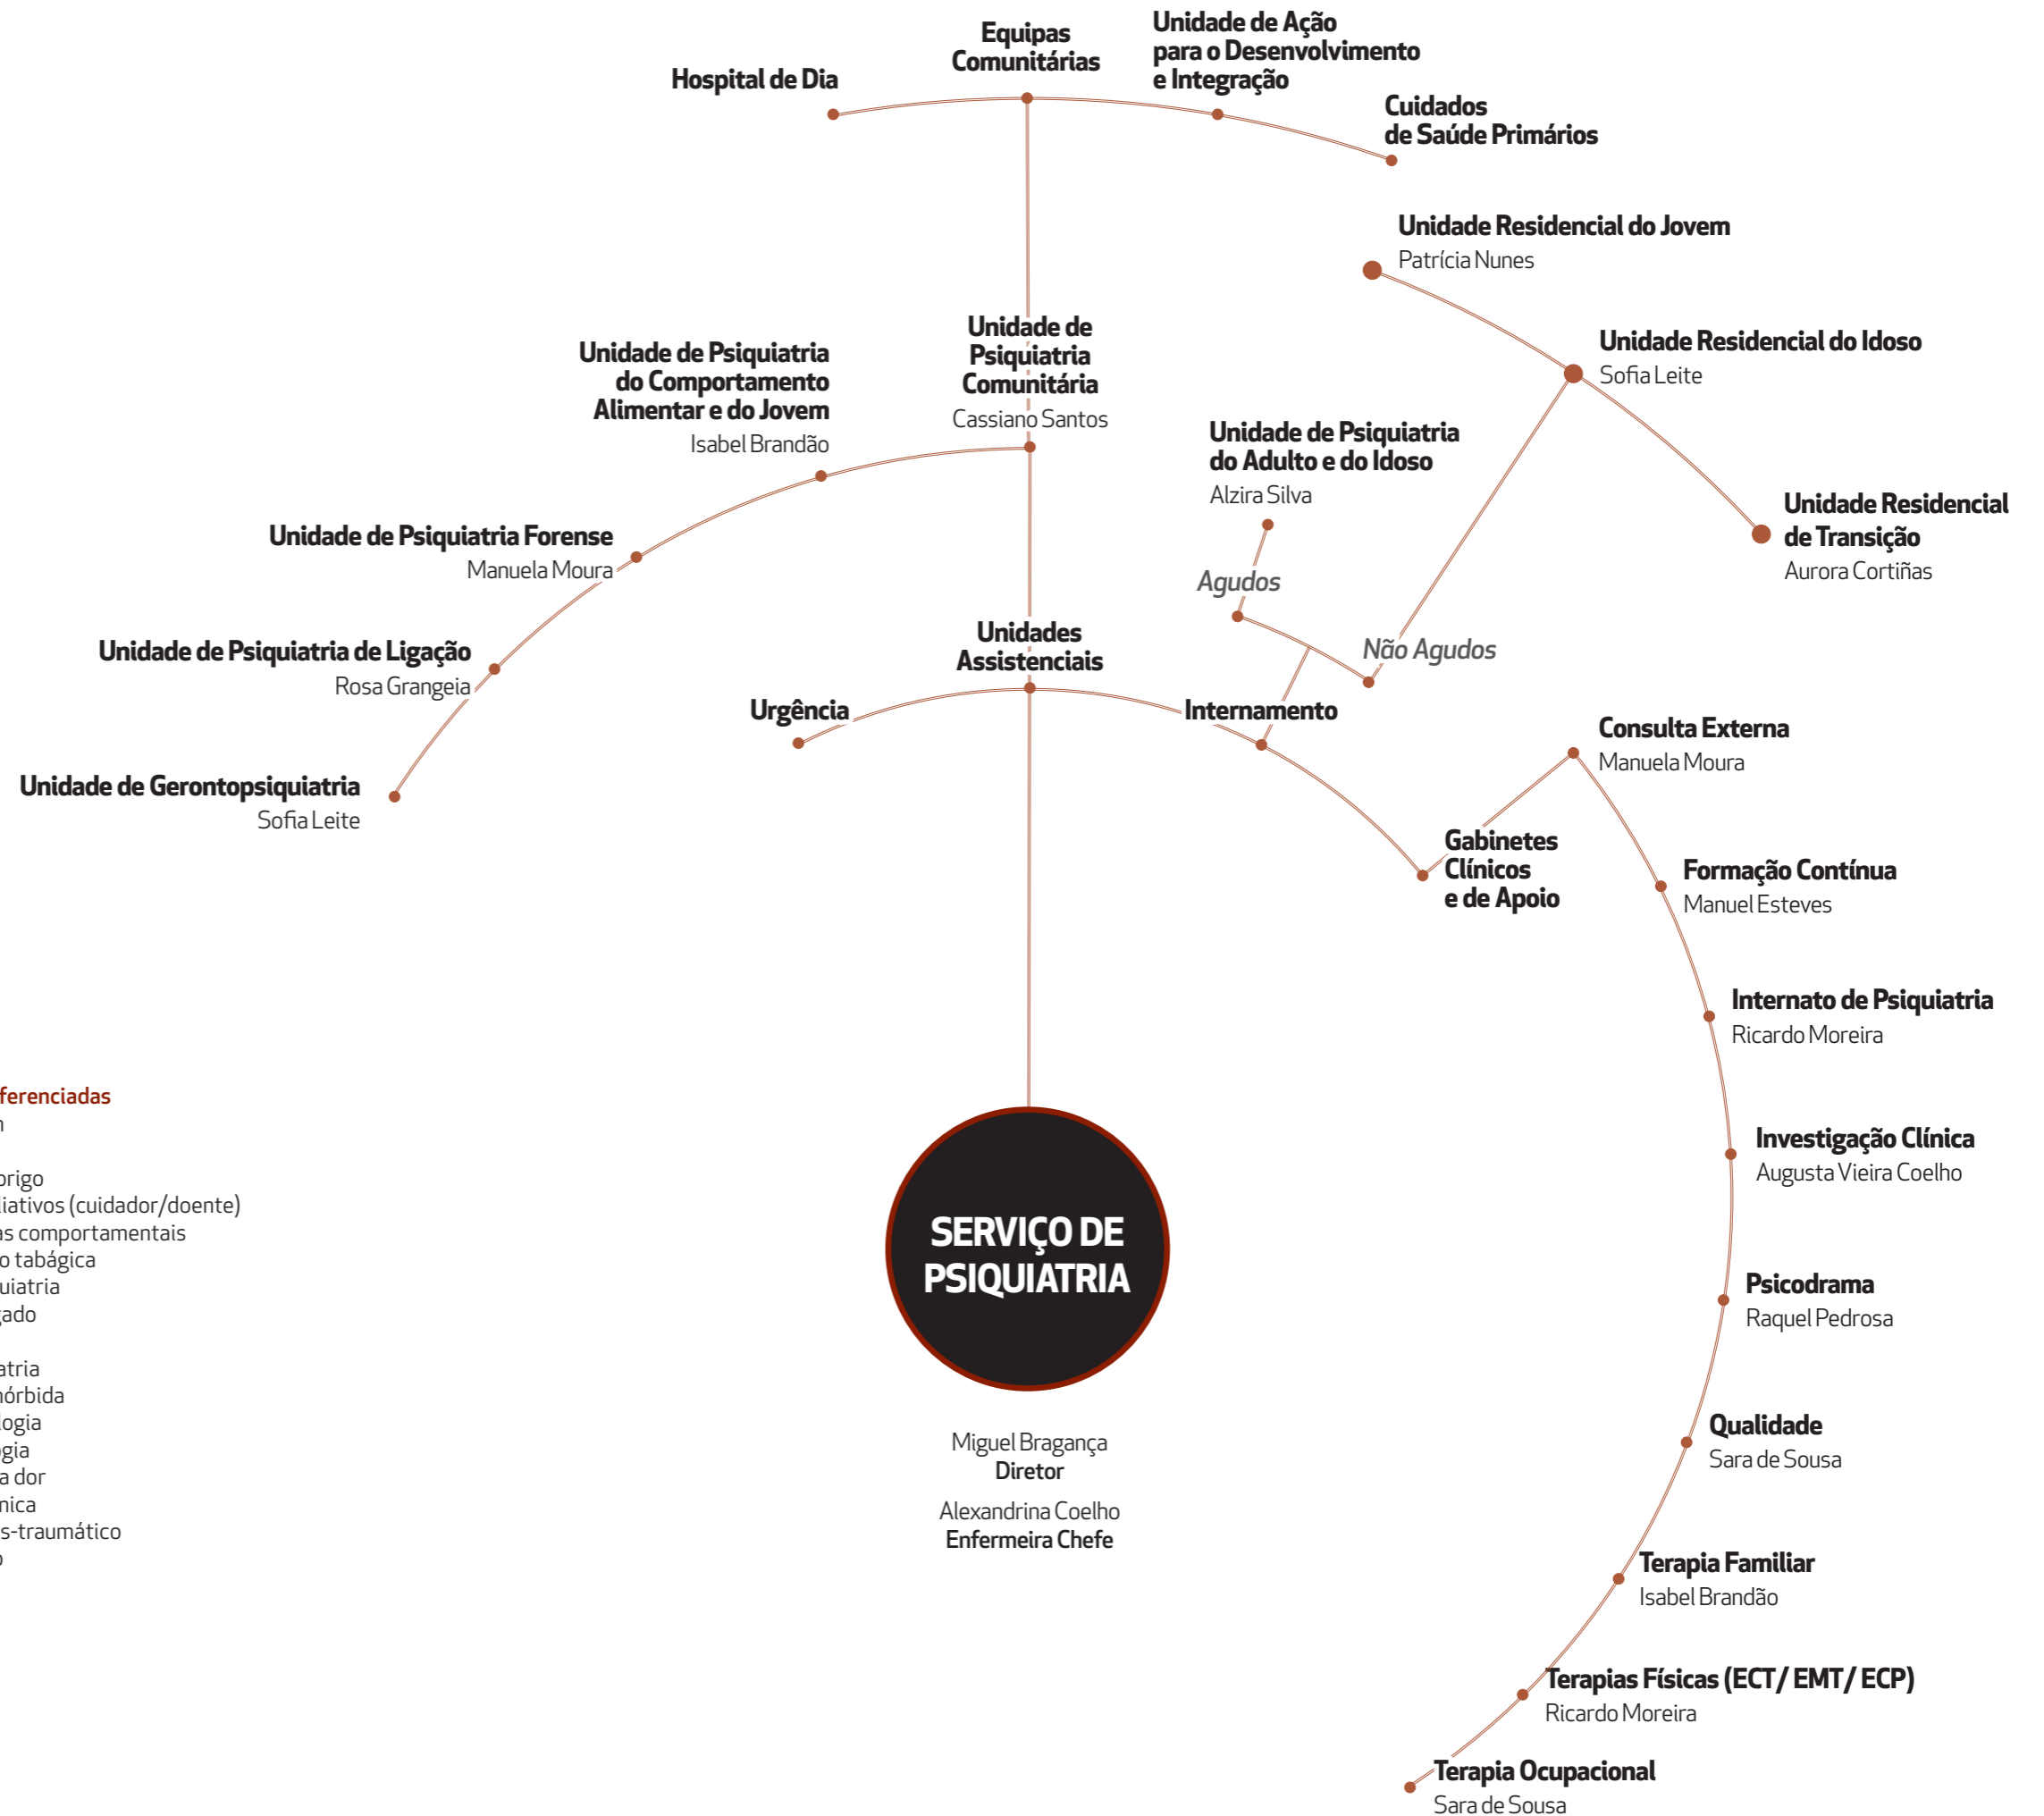 Equipas
Comunitárias
Unidade de Ação
para o Desenvolvimento
e Integração
Hospital de Dia
Cuidados
de Saúde Primários
Unidade Residencial do Jovem
Patrícia Nunes
Unidade de
Psiquiatria
Comunitária
Cassiano Santos
Unidade de Psiquiatria
do Comportamento
Alimentar e do Jovem
Isabel Brandão
Unidade Residencial do Idoso
Sofia Leite
Unidade de Psiquiatria
do Adulto e do Idoso
Alzira Silva
Unidade Residencial
de Transição
Aurora Cortiñas
Unidade de Psiquiatria Forense
Manuela Moura
Agudos
Não Agudos
Unidade de Psiquiatria de Ligação
Rosa Grangeia
Unidades
Assistenciais
Urgência
Internamento
Unidade de Gerontopsiquiatria
Sofia Leite
Consulta Externa
Manuela Moura
Gabinetes
Clínicos
e de Apoio
Formação Contínua
Manuel Esteves
Internato de Psiquiatria
Ricardo Moreira
Investigação Clínica
Augusta Vieira Coelho
Psicodrama
Raquel Pedrosa
Qualidade
Sara de Sousa
Terapia Familiar
Isabel Brandão
Terapias Físicas (ECT/ EMT/ ECP)
Ricardo Moreira
Terapia Ocupacional
Sara de Sousa
SERVIÇO DE
PSIQUIATRIA
Miguel Bragança
Diretor
Alexandrina Coelho
Enfermeira Chefe
ferenciadas
(cuidador/doente)
comportamentais
tabágica
dor